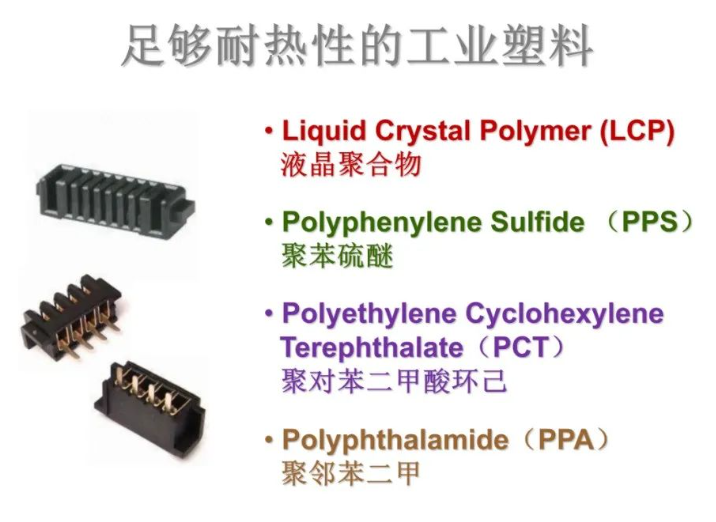 足够耐热性的工业塑料
• Liquid Crystal Polymer (LCP)
液晶聚合物
• Polyphenylene Sulfide （PPS）
聚苯硫醚
• Polyethylene Cyclohexylene
Terephthalate（PCT）
聚对苯二甲酸环己
• Polyphthalamide（PPA）
聚邻苯二甲